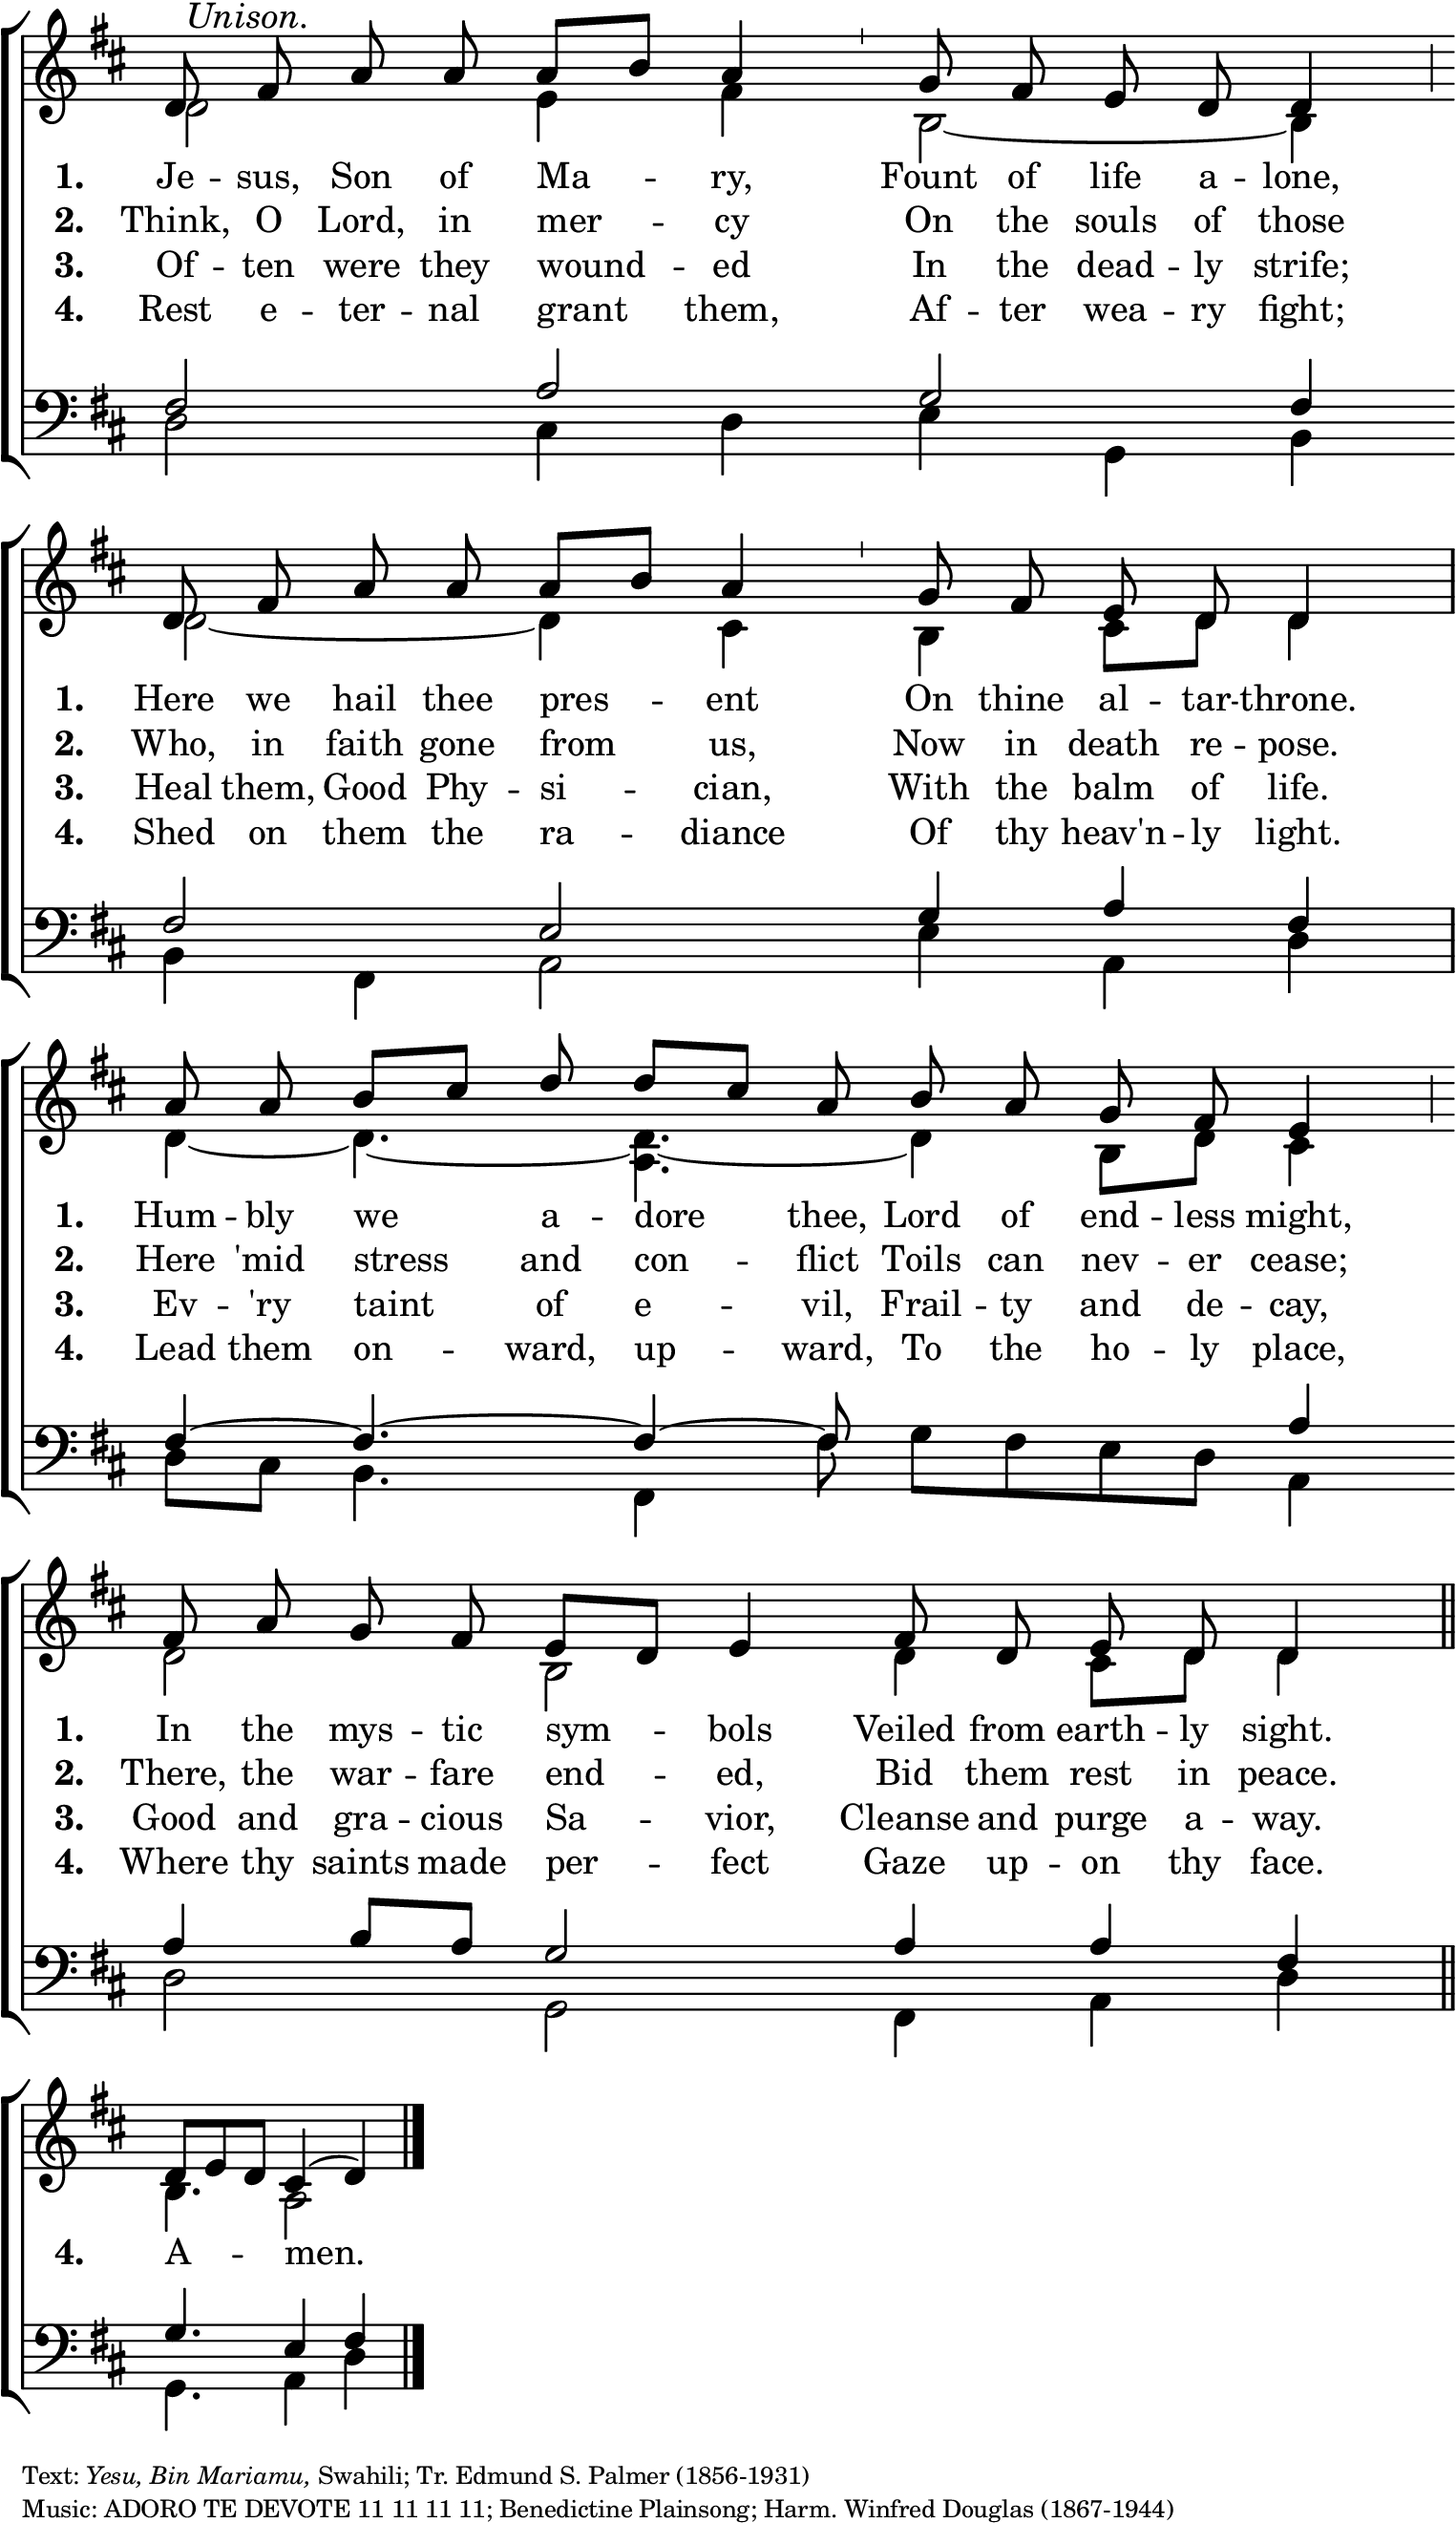 Unison.
1. Je -- sus, Son of Ma -- ry, Fount of life a -- lone,
2. Think, O Lord, in mer -- cy On the souls of those
3. Of -- ten were they wound -- ed In the dead -- ly strife;
4. Rest e -- ter -- nal grant them, Af -- ter wea -- ry fight;
1. Here we hail thee pres -- ent On thine al -- tar -- throne.
2. Who, in faith gone from us, Now in death re -- pose.
3. Heal them, Good Phy -- si -- cian, With the balm of life.
4. Shed on them the ra -- diance Of thy heav'n -- ly light.
1. Hum -- bly we a -- dore thee, Lord of end -- less might,
2. Here 'mid stress and con -- flict Toils can nev -- er cease;
3. Ev -- 'ry taint of e -- vil, Frail -- ty and de -- cay,
4. Lead them on -- ward, up -- ward, To the ho -- ly place,
1. In the mys -- tic sym -- bols Veiled from earth -- ly sight.
2. There, the war -- fare end -- ed, Bid them rest in peace.
3. Good and gra -- cious Sa -- vior, Cleanse and purge a -- way.
4. Where thy saints made per -- fect Gaze up -- on thy face.
4. A -- men.
Text: Yesu, Bin Mariamu, Swahili; Tr. Edmund S. Palmer (1856-1931)
Music: ADORO TE DEVOTE 11 11 11 11; Benedictine Plainsong; Harm. Winfred Douglas (1867-1944)